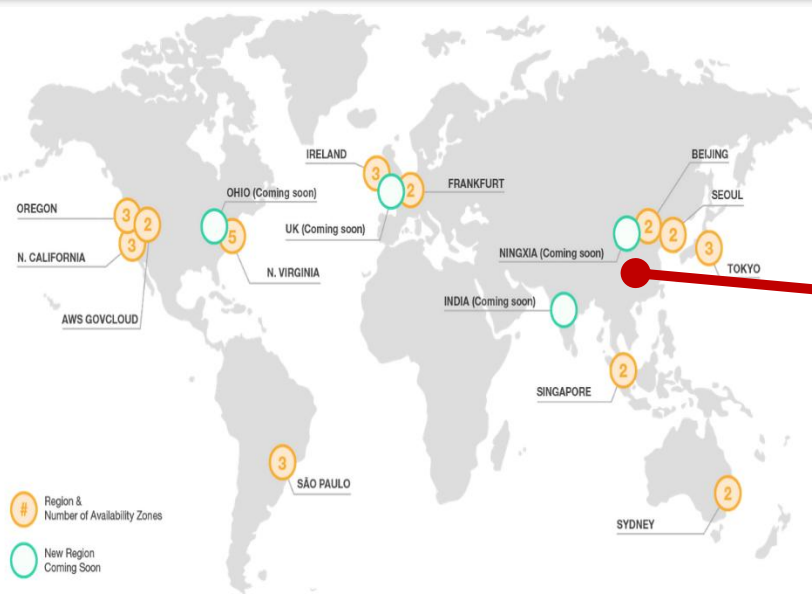 IRELAND
3
2
FRANKFURT
BEIJING
OHIO (Coming soon)
SEOUL
OREGON
3
2
5
UK (Coming soon)
2
2
3
N. CALIFORNIA
3
NINGXIA (Coming soon)
N. VIRGINIA
TOKYO
AWS GOVCLOUD
INDIA (Coming soon)
2
SINGAPORE
3
SÃO PAULO
2
SYDNEY
#
Region &
Number of Availability Zones
New Region
Coming Soon